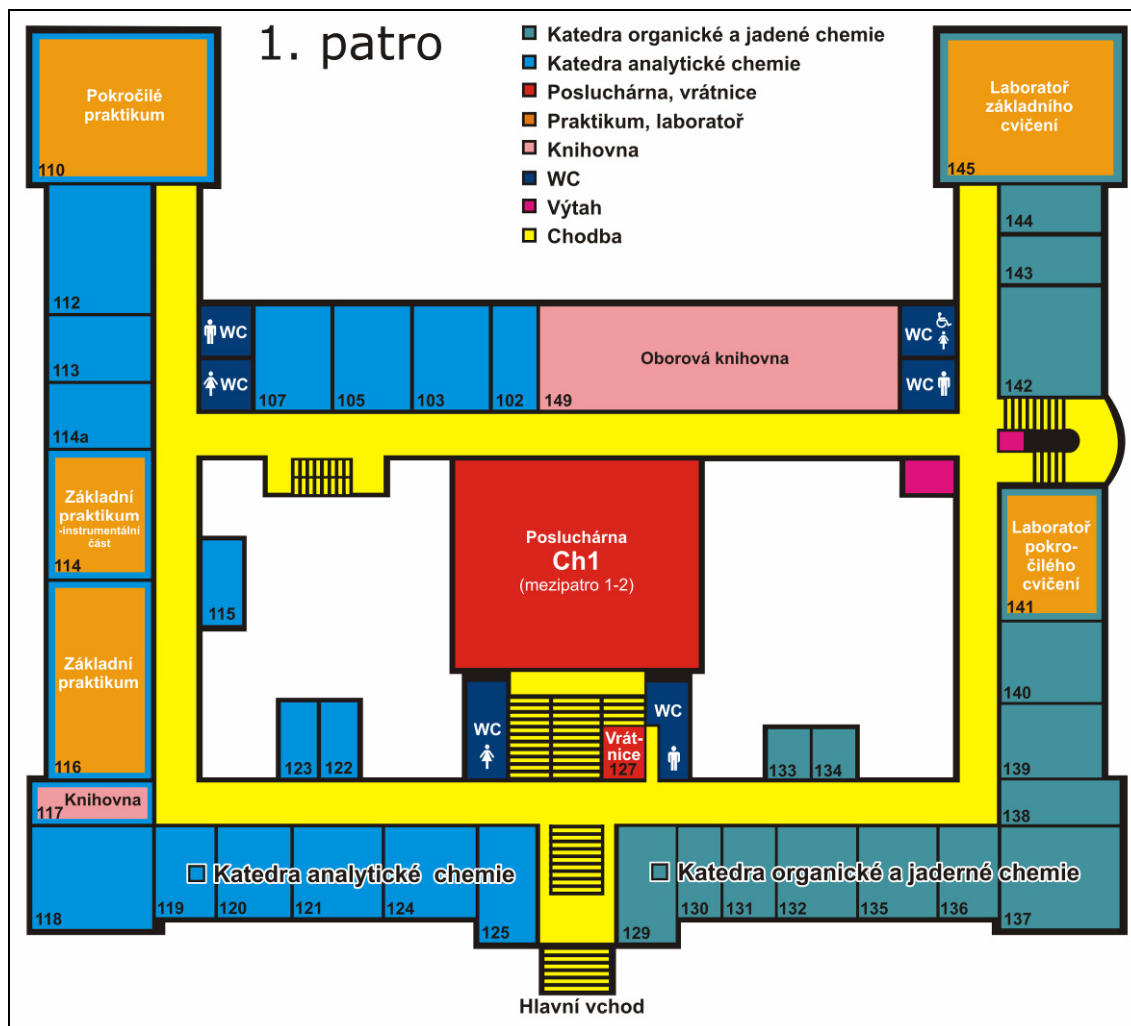 1. patro
Katedra organické a jadené chemie
Katedra analytické chemie
Posluchárna, vrátnice
Praktikum, laboratoř
Knihovna
WC
Výtah
Chodba
Pokročilé
praktikum
110
Laboratoř
základního
cvičení
145
112
113
114a
144
143
142
WC
WC
107
105
103
102
Oborová knihovna
149
WC
WC
Základní
praktikum
-instrumentální
část
114
115
Posluchárna
Ch1
(mezipatro 1-2)
Laboratoř
pokro-
čilého
cvičení
141
Základní
praktikum
116
123
122
WC
Vrát-
nice
127
WC
133
134
140
139
138
Knihovna
117
Katedra analytické chemie
Katedra organické a jaderné chemie
118
119
120
121
124
125
129
130
131
132
135
136
137
Hlavní vchod